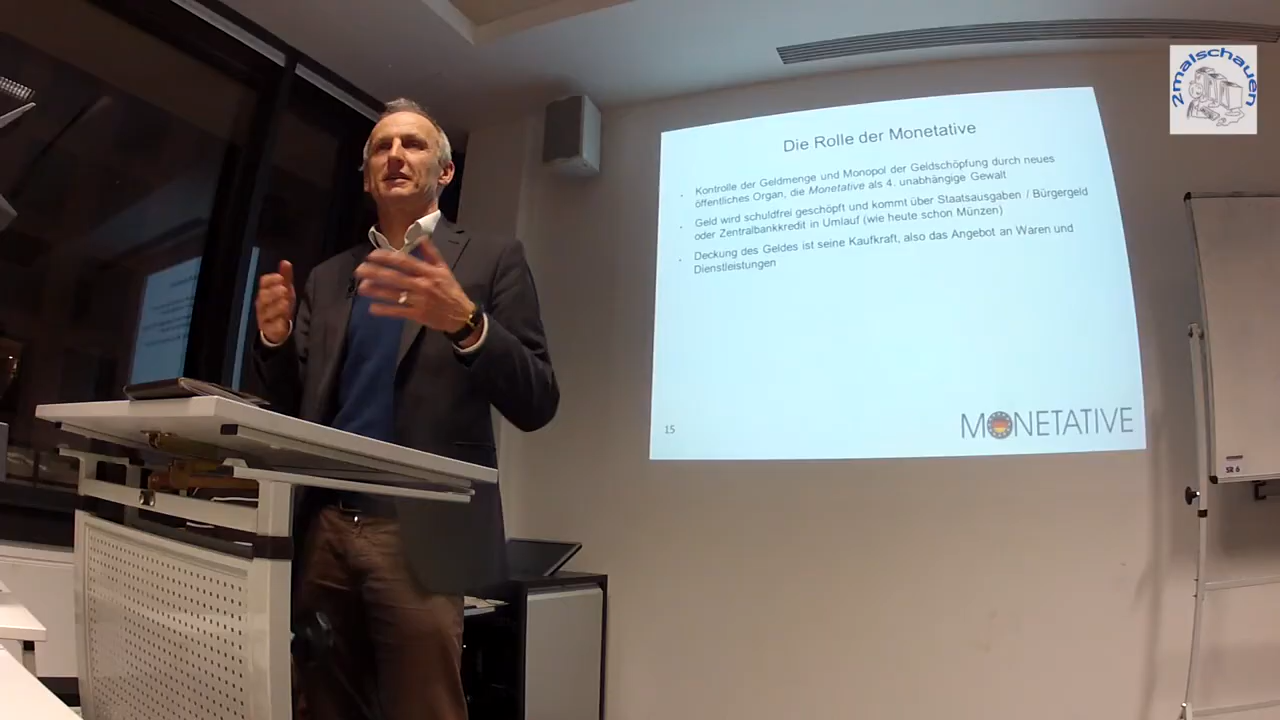 2malschauen
Die Rolle der Monetative
Kontrolle der Geldmenge und Monopol der Geldschöpfung durch neues
öffentliches Organ, die Monetative als 4. unabhängige Gewalt
Geld wird schuldfrei geschöpft und kommt über Staatsausgaben / Bürgergeld
oder Zentralbankkredit in Umlauf (wie heute schon Münzen)
Deckung des Geldes ist seine Kaufkraft, also das Angebot an Waren und
Dienstleistungen
15
MONETATIVE
SR 6